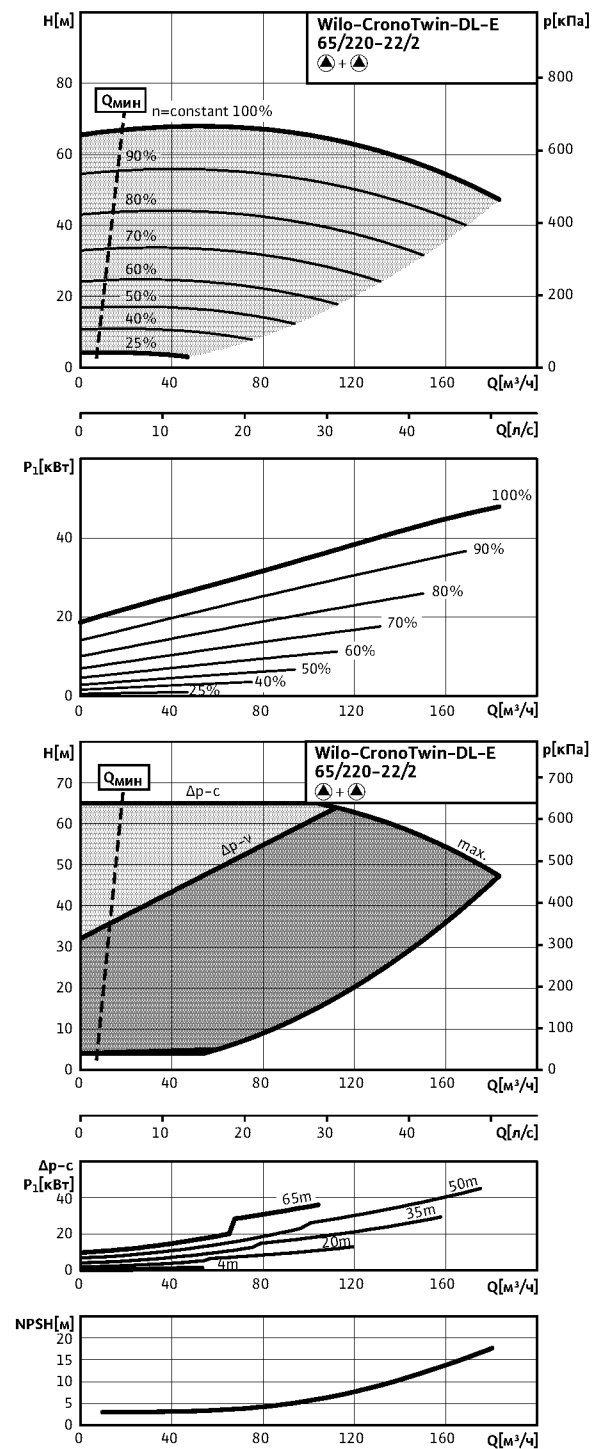 H[м]
p[кПа]
Wilo-CronoTwin-DL-E
65/220-22/2
+
Qмин
n=constant 100%
90%
80%
70%
60%
50%
40%
25%
80
60
40
20
0
800
600
400
200
0
0 40 80 120 160
Q[м³/ч]
0 10 20 30 40
Q[л/с]
P₁[кВт]
40
20
0
100%
90%
80%
70%
60%
50%
40%
25%
0 40 80 120 160
Q[м³/ч]
H[м]
p[кПа]
Wilo-CronoTwin-DL-E
65/220-22/2
+
Qмин
Δp-c
Δp-v
max.
70
60
50
40
30
20
10
0
700
600
500
400
300
200
100
0
0 40 80 120 160
Q[м³/ч]
0 10 20 30 40
Q[л/с]
Δp-c
P₁[кВт]
40
20
0
65m
50m
35m
20m
4m
0 40 80 120 160
Q[м³/ч]
NPSH[м]
20
15
10
5
0
0 40 80 120 160
Q[м³/ч]